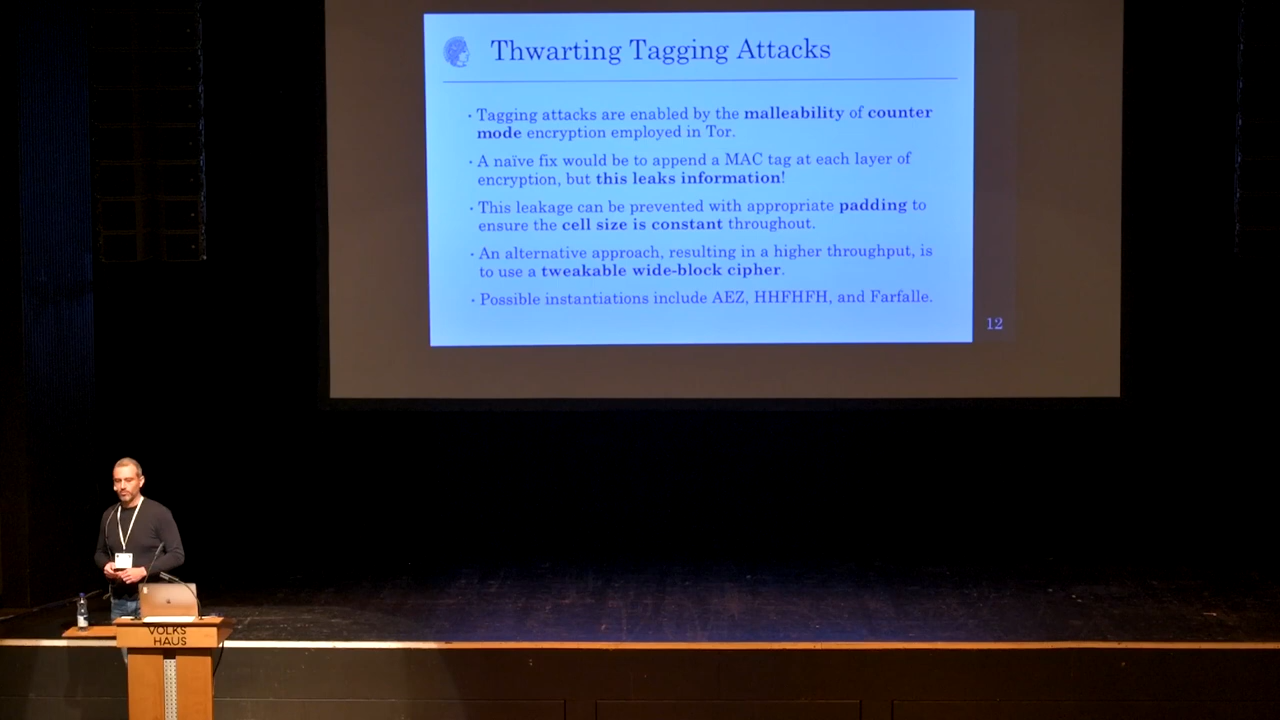 Thwarting Tagging Attacks
· Tagging attacks are enabled by the malleability of counter
mode encryption employed in Tor.
· A naïve fix would be to append a MAC tag at each layer of
encryption, but this leaks information!
· This leakage can be prevented with appropriate padding to
ensure the cell size is constant throughout.
· An alternative approach, resulting in a higher throughput, is
to use a tweakable wide-block cipher.
· Possible instantiations include AEZ, HHFHFH, and Farfalle.
12
VOLKS
HAUS